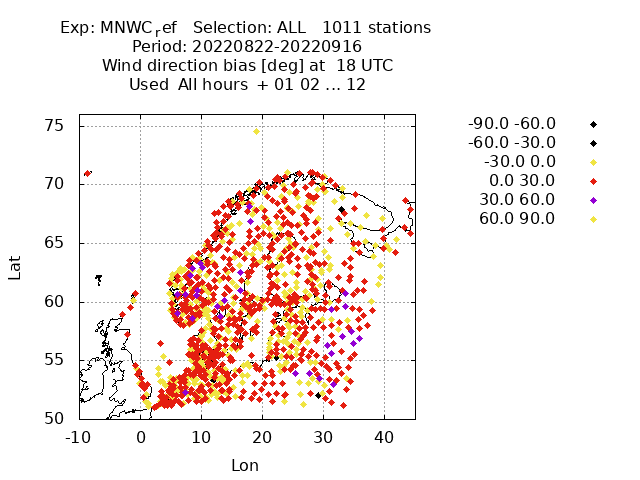 Exp: MNWCref   Selection: ALL   1011 stations
Period: 20220822-20220916
Wind direction bias [deg] at  18 UTC
Used  All hours  + 01 02 ... 12
-90.0 -60.0
-60.0 -30.0
-30.0 0.0
0.0 30.0
30.0 60.0
60.0 90.0
75
70
65
60
55
50
Lat
-10 0 10 20 30 40
Lon